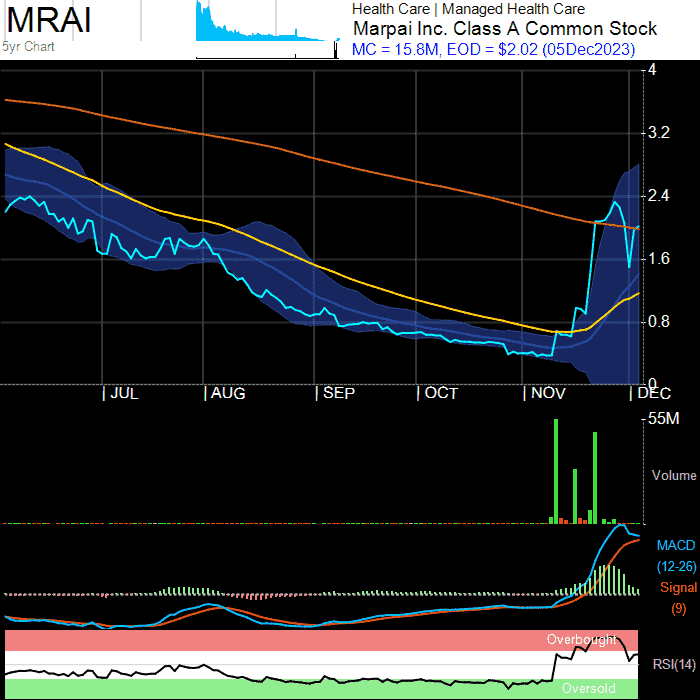 MRAI
5yr Chart
Health Care | Managed Health Care
Marpai Inc. Class A Common Stock
MC = 15.8M, EOD = $2.02 (05Dec2023)
4
3.2
2.4
1.6
0.8
0
JUL AUG SEP OCT NOV DEC
55M
Volume
MACD
(12-26)
Signal
(9)
Overbought
RSI(14)
Oversold